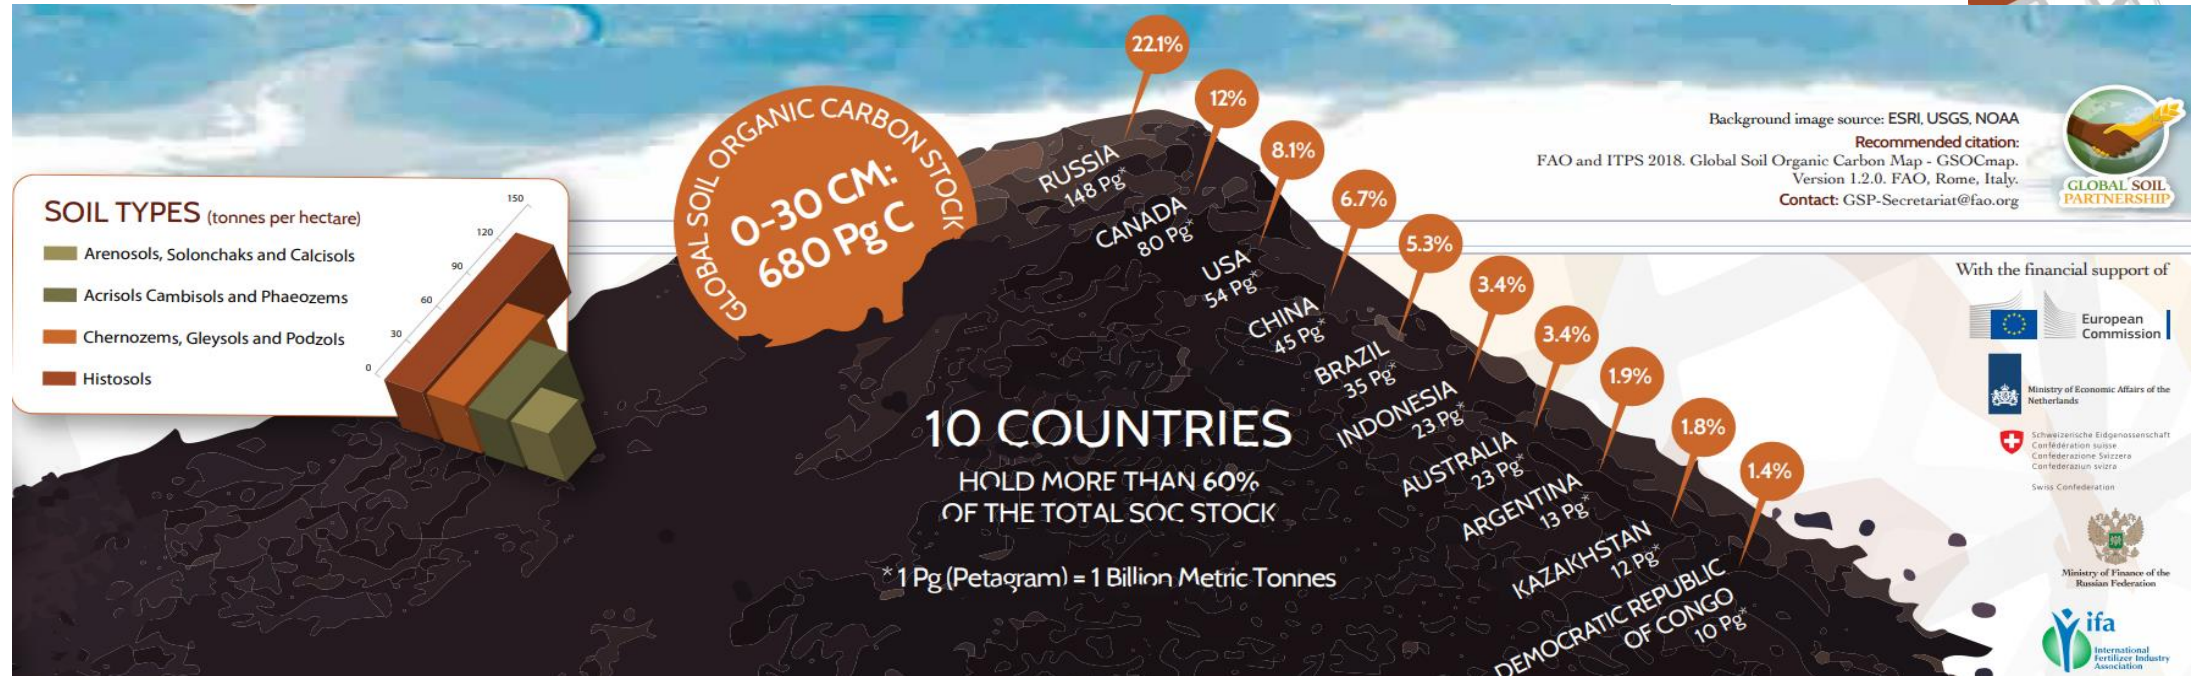 SOIL TYPES (tonnes per hectare)
Arenosols, Solonchaks and Calcisols
Acrisols Cambisols and Phaeozems
Chernozems, Gleysols and Podzols
Histosols
0
30
60
90
120
150
GLOBAL SOIL ORGANIC CARBON STOCK
0-30 CM:
680 Pg C
22.1%
RUSSIA
148 Pg*
12%
CANADA
80 Pg*
8.1%
USA
54 Pg*
6.7%
CHINA
45 Pg*
5.3%
BRAZIL
35 Pg*
3.4%
INDONESIA
23 Pg*
3.4%
AUSTRALIA
23 Pg*
1.9%
ARGENTINA
13 Pg*
1.8%
KAZAKHSTAN
12 Pg*
1.4%
DEMOCRATIC REPUBLIC
OF CONGO
10 Pg*
10 COUNTRIES
HOLD MORE THAN 60%
OF THE TOTAL SOC STOCK
* 1 Pg (Petagram) = 1 Billion Metric Tonnes
Background image source: ESRI, USGS, NOAA
Recommended citation:
FAO and ITPS 2018. Global Soil Organic Carbon Map - GSOCmap.
Version 1.2.0. FAO, Rome, Italy.
Contact: GSP-Secretariat@fao.org
GLOBAL SOIL
PARTNERSHIP
With the financial support of
European
Commission
Ministry of Economic Affairs of the
Netherlands
Schweizerische Eidgenossenschaft
Confédération suisse
Confederazione Svizzera
Confederaziun svizra
Swiss Confederation
Ministry of Finance of the
Russian Federation
ifa
International
Fertilizer Industry
Association